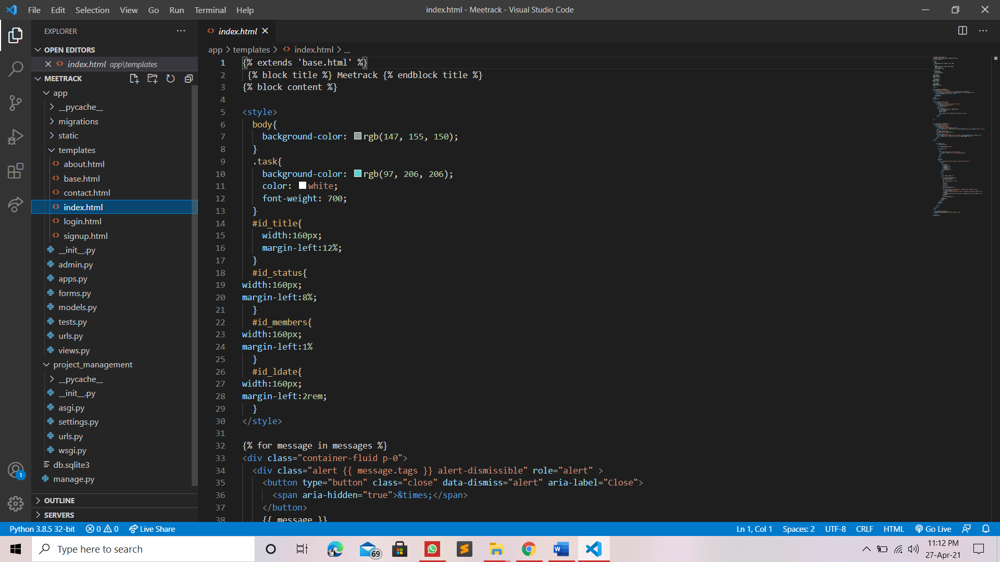 File Edit Selection View Go Run Terminal Help
index.html - Meetrack - Visual Studio Code
EXPLORER
OPEN EDITORS
index.html app\templates
MEETRACK
app
__pycache__
migrations
static
templates
about.html
base.html
contact.html
index.html
login.html
signup.html
__init__.py
admin.py
apps.py
forms.py
models.py
tests.py
urls.py
views.py
project_management
__pycache__
__init__.py
asgi.py
settings.py
urls.py
wsgi.py
db.sqlite3
manage.py
OUTLINE
SERVERS
1
index.html
app > templates > index.html > ...
1 {% extends 'base.html' %}
2 {% block title %} Meetrack {% endblock title %}
3 {% block content %}
4
5 <style>
6 body{
7 background-color: rgb(147, 155, 150);
8 }
9 .task{
10 background-color: rgb(97, 206, 206);
11 color: white;
12 font-weight: 700;
13 }
14 #id_title{
15 width:160px;
16 margin-left:12%;
17 }
18 #id_status{
19 width:160px;
20 margin-left:8%;
21 }
22 #id_members{
23 width:160px;
24 margin-left:1%
25 }
26 #id_ldate{
27 width:160px;
28 margin-left:2rem;
29 }
30 </style>
31
32 {% for message in messages %}
33 <div class="container-fluid p-0">
34 <div class="alert {{ message.tags }} alert-dismissible" role="alert" >
35 <button type="button" class="close" data-dismiss="alert" aria-label="Close">
36 <span aria-hidden="true">&times;</span>
37 </button>
38 {{ message }}
Python 3.8.5 32-bit 0 0 Live Share
Ln 1, Col 1 Spaces: 2 UTF-8 CRLF HTML Go Live
Type here to search
69
11:12 PM
27-Apr-21